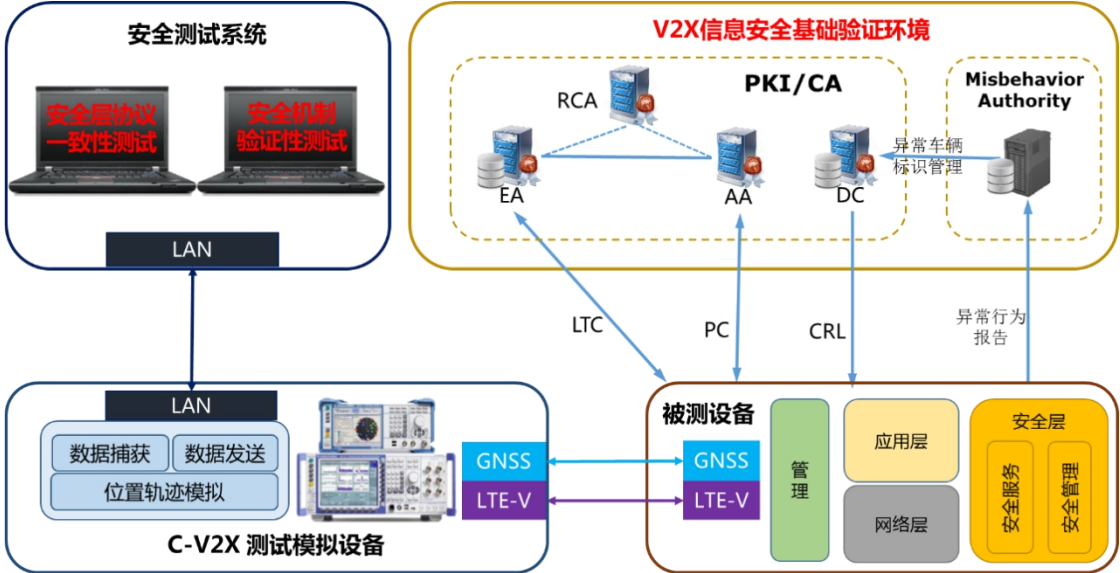 安全测试系统
安全层协议
一致性测试
安全机制
验证性测试
LAN
V2X信息安全基础验证环境
PKI/CA
RCA
EA
AA
DC
Misbehavior
Authority
异常车辆
标识管理
LTC
PC
CRL
异常行为
报告
LAN
数据捕获
数据发送
位置轨迹模拟
GNSS
LTE-V
C-V2X 测试模拟设备
被测设备
GNSS
LTE-V
管理
应用层
网络层
安全层
安全服务
安全管理